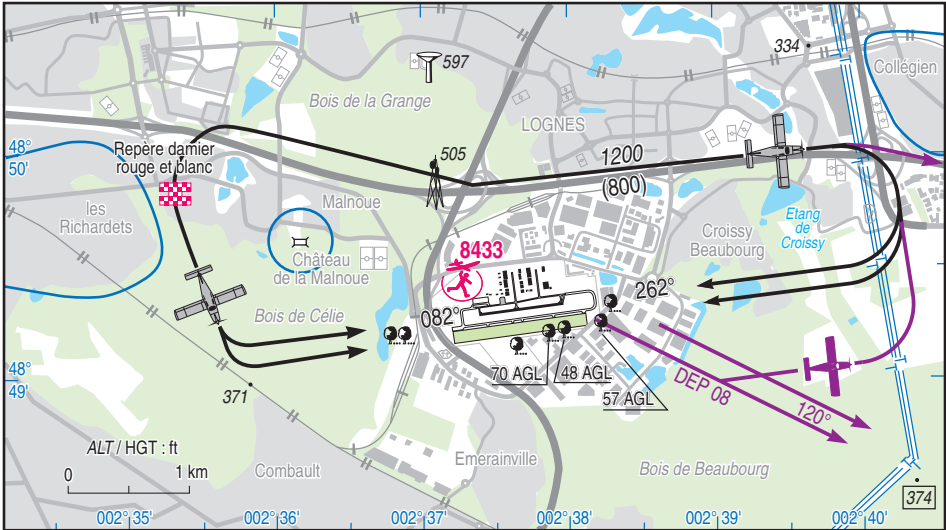 334
597
Collégien
Bois de la Grange
LOGNES
48°
50'
Repère damier
rouge et blanc
505
1200
(800)
les
Richardets
Malnoue
Etang
de
Croissy
Croissy
Beaubourg
8433
Château
de la Malnoue
262°
Bois de Célie
082°
70 AGL
48 AGL
57 AGL
DEP 08
120°
48°
49'
371
ALT / HGT : ft
0
1 km
Combault
Emerainville
Bois de Beaubourg
374
002° 35'
002° 36'
002° 37'
002° 38'
002° 39'
002° 40'